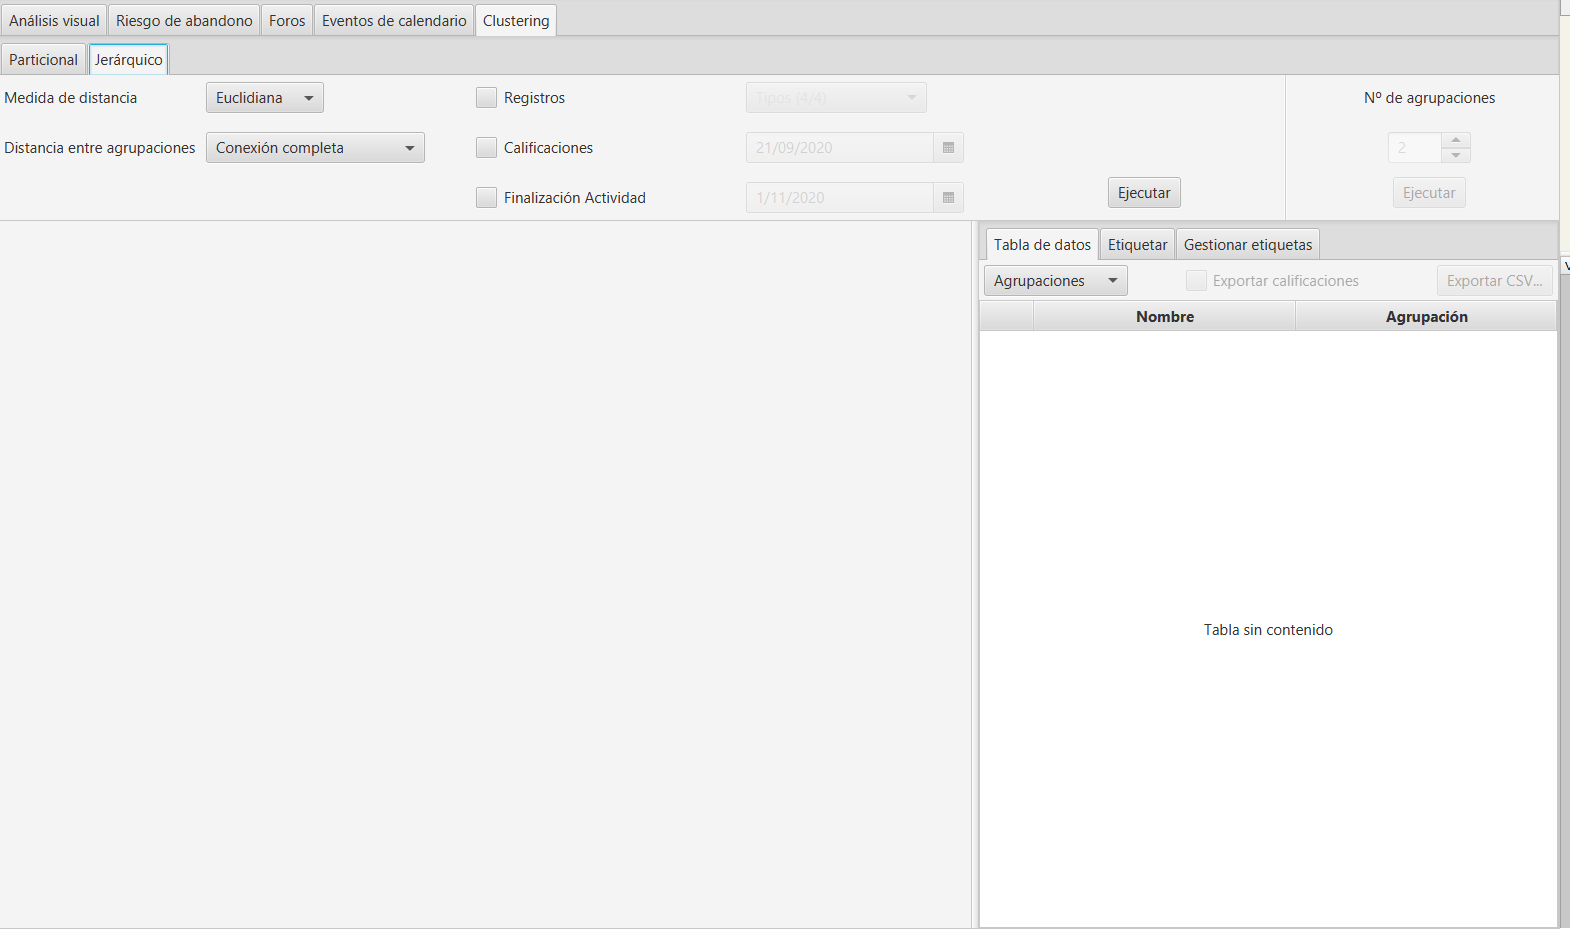 Análisis visual Riesgo de abandono Foros Eventos de calendario Clustering
Particional Jerárquico
Medida de distancia Euclidiana Registros Tipos (4/4) Nº de agrupaciones
Distancia entre agrupaciones Conexión completa Calificaciones 21/09/2020 2
Finalización Actividad 1/11/2020 Ejecutar Ejecutar
Tabla de datos Etiquetar Gestionar etiquetas
Agrupaciones Exportar calificaciones Exportar CSV...
Nombre Agrupación
Tabla sin contenido